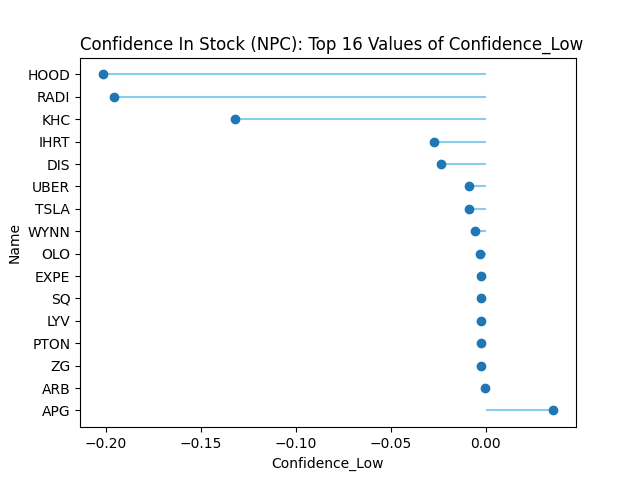 Confidence In Stock (NPC): Top 16 Values of Confidence_Low
HOOD
RADI
KHC
IHRT
DIS
UBER
TSLA
WYNN
OLO
EXPE
SQ
LYV
PTON
ZG
ARB
APG
Name
−0.20 −0.15 −0.10 −0.05 0.00
Confidence_Low